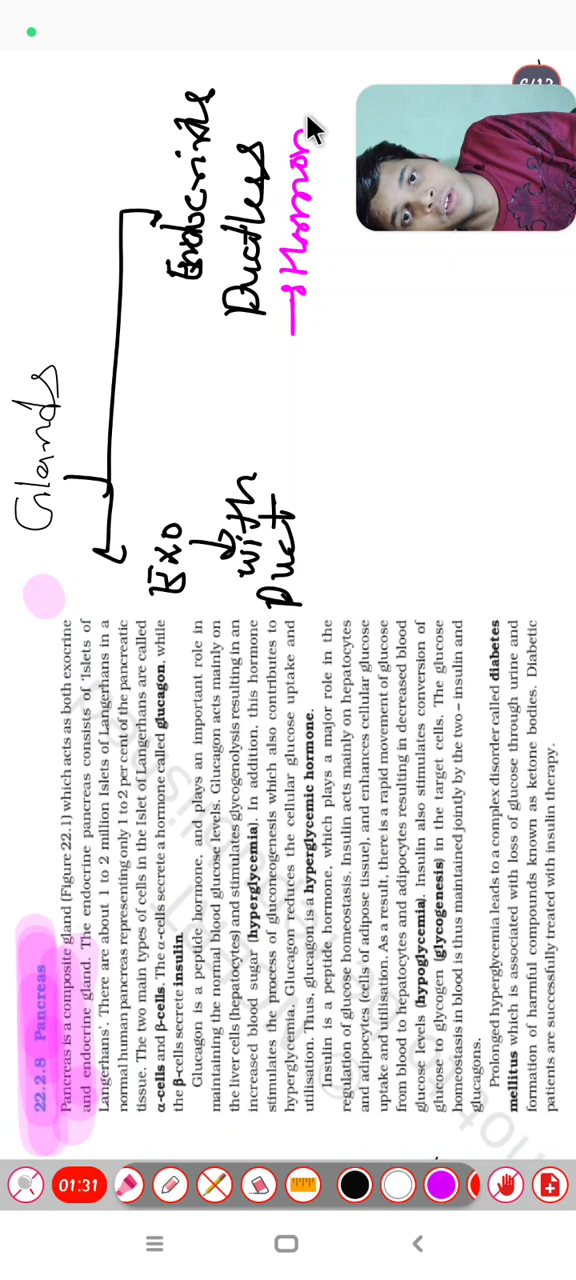 Glands
Exo
with
Duct
Endocrine
Ductless
Hormon
22.2.8 Pancreas
Pancreas is a composite gland (Figure 22.1) which acts as both exocrine
and endocrine gland. The endocrine pancreas consists of 'Islets of
Langerhans'. There are about 1 to 2 million Islets of Langerhans in a
normal human pancreas representing only 1 to 2 per cent of the pancreatic
tissue. The two main types of cells in the Islet of Langerhans are called
α-cells and β-cells. The α-cells secrete a hormone called glucagon, while
the β-cells secrete insulin.
Glucagon is a peptide hormone, and plays an important role in
maintaining the normal blood glucose levels. Glucagon acts mainly on
the liver cells (hepatocytes) and stimulates glycogenolysis resulting in an
increased blood sugar (hyperglycemia). In addition, this hormone
stimulates the process of gluconeogenesis which also contributes to
hyperglycemia. Glucagon reduces the cellular glucose uptake and
utilisation. Thus, glucagon is a hyperglycemic hormone.
Insulin is a peptide hormone, which plays a major role in the
regulation of glucose homeostasis. Insulin acts mainly on hepatocytes
and adipocytes (cells of adipose tissue), and enhances cellular glucose
uptake and utilisation. As a result, there is a rapid movement of glucose
from blood to hepatocytes and adipocytes resulting in decreased blood
glucose levels (hypoglycemia). Insulin also stimulates conversion of
glucose to glycogen (glycogenesis) in the target cells. The glucose
homeostasis in blood is thus maintained jointly by the two – insulin and
glucagons.
Prolonged hyperglycemia leads to a complex disorder called diabetes
mellitus which is associated with loss of glucose through urine and
formation of harmful compounds known as ketone bodies. Diabetic
patients are successfully treated with insulin therapy.
01:31